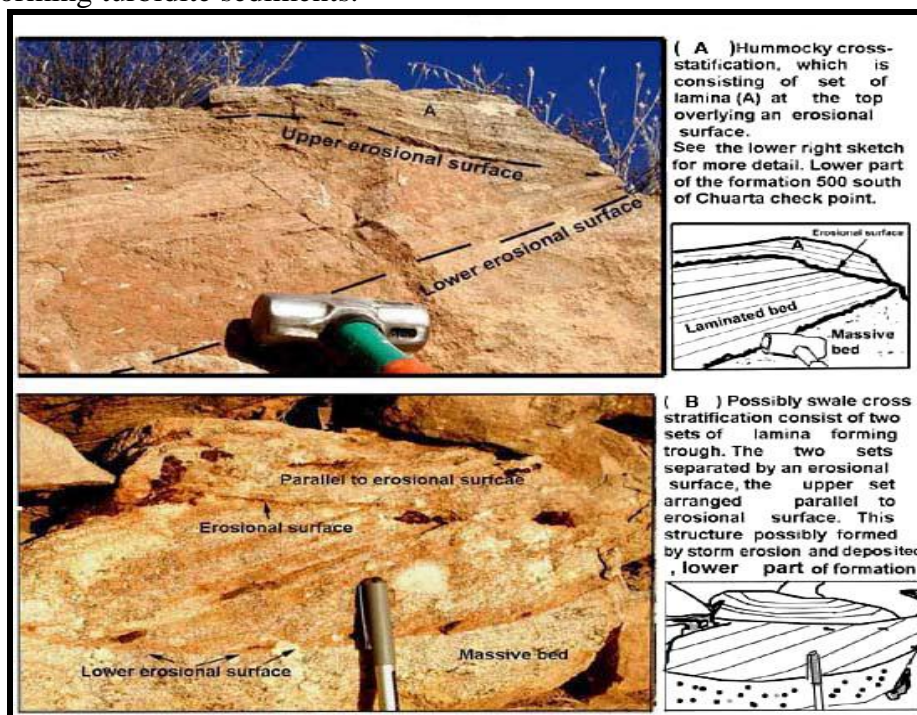 forming turbidite sediments.
A
Upper erosional surface
Lower erosional surface
( A )Hummocky cross-
statification, which is
consisting of set of
lamina (A) at the top
overlying an erosional
surface.
See the lower right sketch
for more detail. Lower part
of the formation 500 south
of Chuarta check point.
Erosional surface
A
Laminated bed
Massive
bed
Parallel to erosional surfcae
Erosional surface
Lower erosional surface
Massive bed
( B ) Possibly swale cross
stratification consist of two
sets of lamina forming
trough. The two sets
separated by an erosional
surface, the upper set
arranged parallel to
erosional surface. This
structure possibly formed
by storm erosion and deposited
, lower part of formation